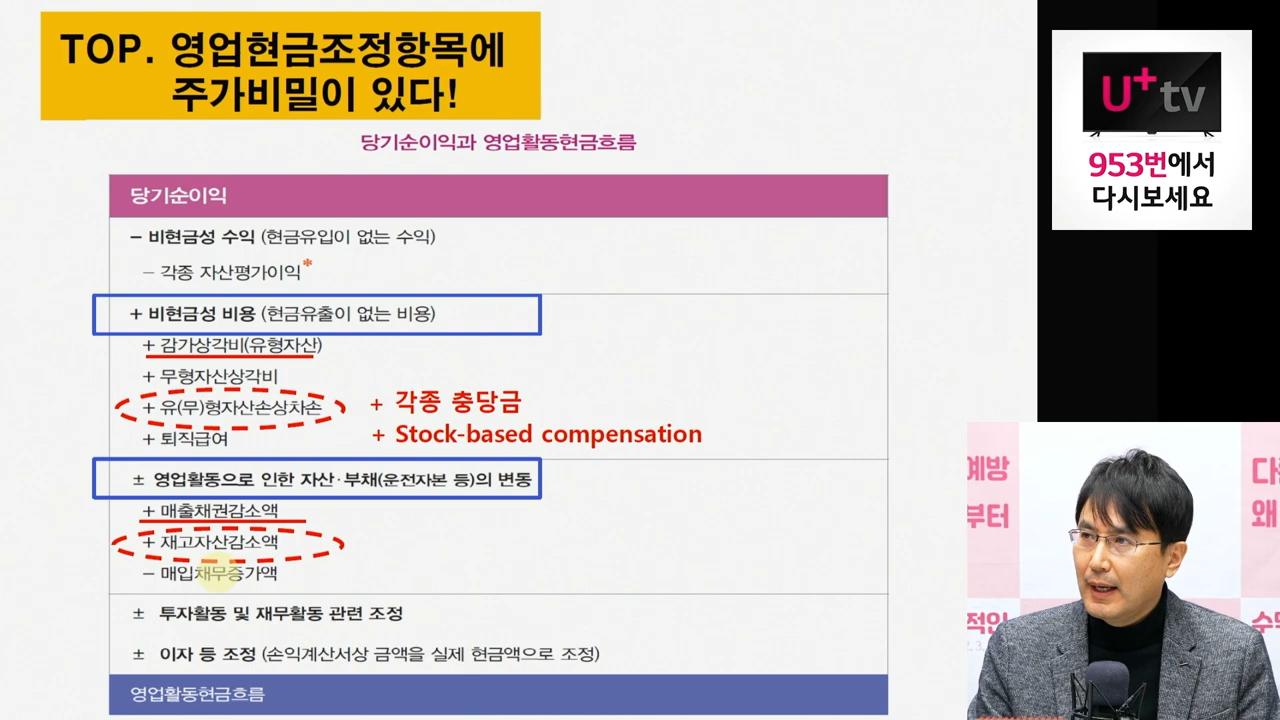 TOP. 영업현금조정항목에
주가비밀이 있다!
당기순이익과 영업활동현금흐름
당기순이익
− 비현금성 수익 (현금유입이 없는 수익)
− 각종 자산평가이익*
+ 비현금성 비용 (현금유출이 없는 비용)
+ 감가상각비(유형자산)
+ 무형자산상각비
+ 유(무)형자산손상차손
+ 퇴직급여
+ 각종 충당금
+ Stock-based compensation
± 영업활동으로 인한 자산·부채(운전자본 등)의 변동
+ 매출채권감소액
+ 재고자산감소액
− 매입채무증가액
± 투자활동 및 재무활동 관련 조정
± 이자 등 조정 (손익계산서상 금액을 실제 현금액으로 조정)
영업활동현금흐름
U+ tv
953번에서
다시보세요
예방
부터
적인
왜